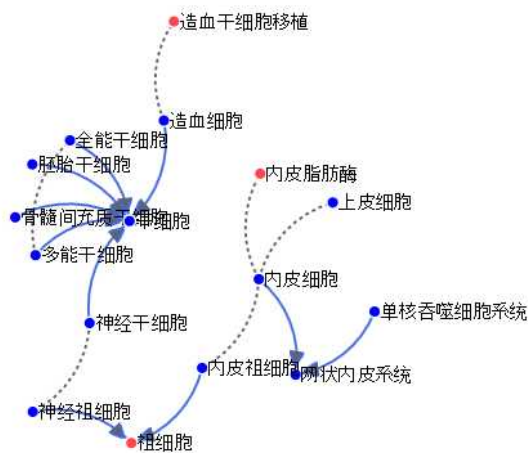 造血干细胞移植
造血细胞
全能干细胞
胚胎干细胞
内皮脂肪酶
上皮细胞
骨髓间充质干细胞
干细胞
多能干细胞
内皮细胞
单核吞噬细胞系统
神经干细胞
内皮祖细胞
网状内皮系统
神经祖细胞
祖细胞